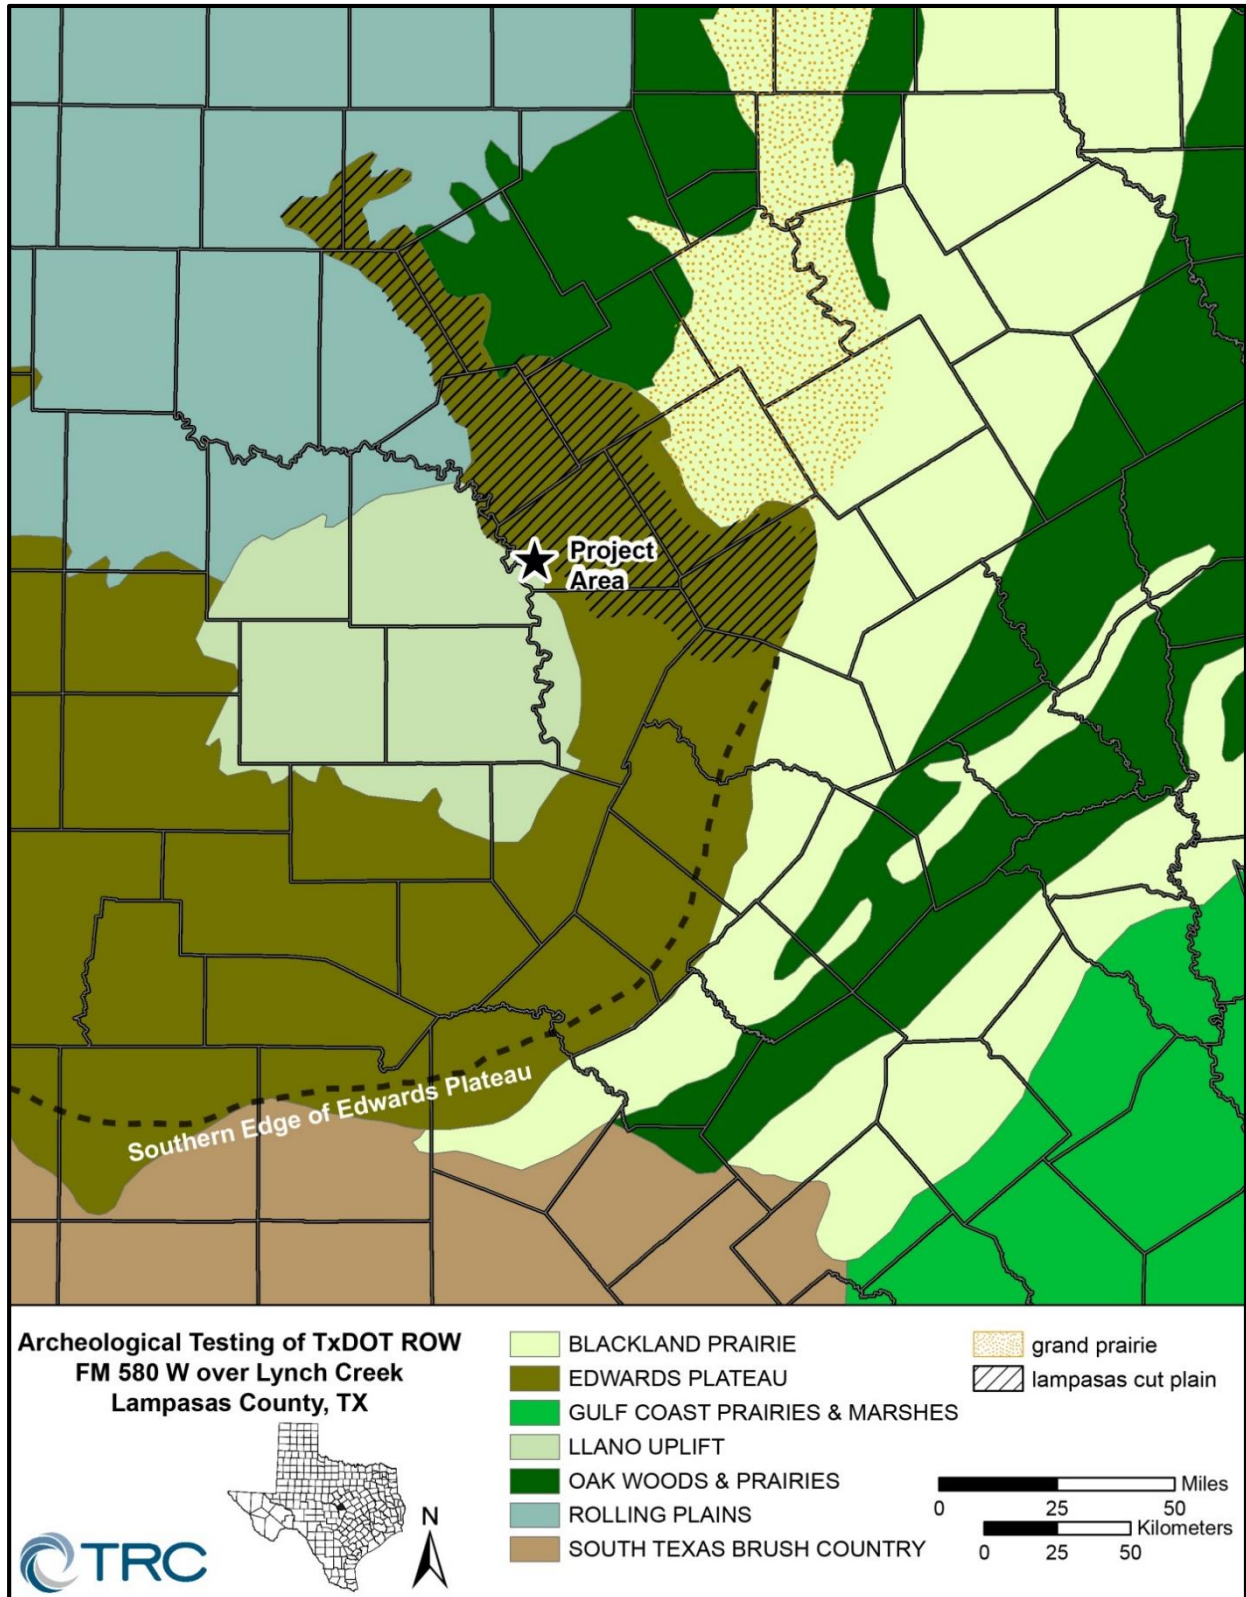 Project
Area
Southern Edge of Edwards Plateau
Archeological Testing of TxDOT ROW
FM 580 W over Lynch Creek
Lampasas County, TX
N
TRC
BLACKLAND PRAIRIE
EDWARDS PLATEAU
GULF COAST PRAIRIES & MARSHES
LLANO UPLIFT
OAK WOODS & PRAIRIES
ROLLING PLAINS
SOUTH TEXAS BRUSH COUNTRY
grand prairie
lampasas cut plain
Miles
0 25 50
Kilometers
0 25 50